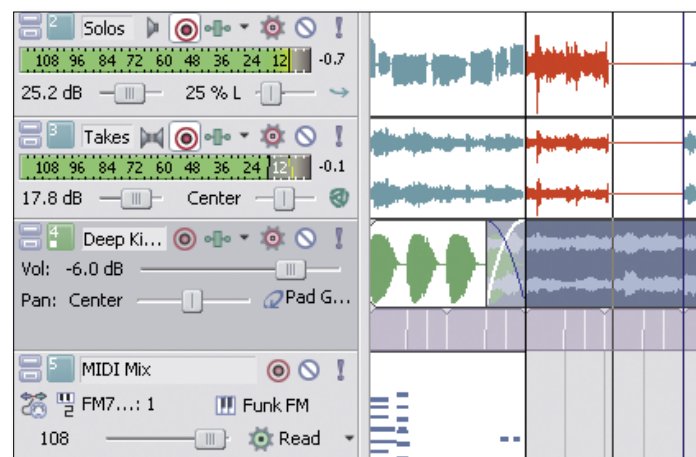 2 Solos
108 96 84 72 60 48 36 24 12 -0.7
25.2 dB 25 % L
3 Takes
108 96 84 72 60 48 36 24 12 -0.1
17.8 dB Center
4 Deep Ki...
Vol: -6.0 dB
Pan: Center Pad G...
5 MIDI Mix
2 FM7...: 1 Funk FM
108 Read